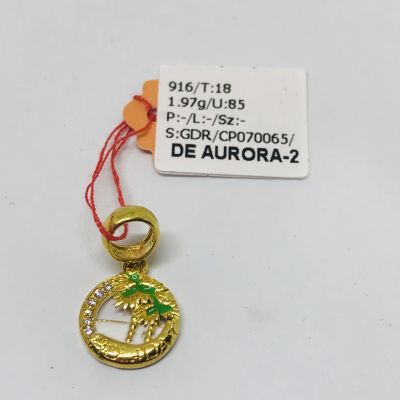 916/T:18
1.97g/U:85
P:-/L:-/Sz:-
S:GDR/CP070065/
DE AURORA-2